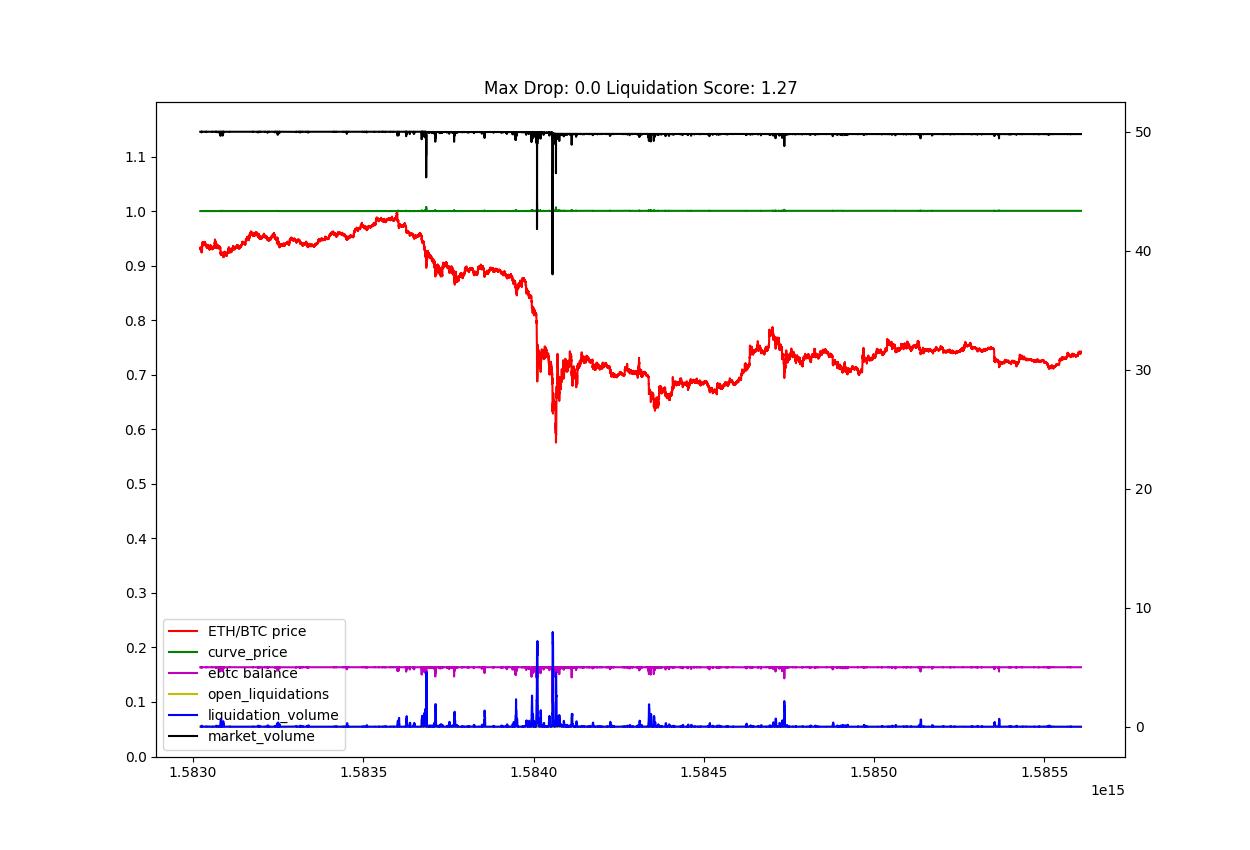 Max Drop: 0.0 Liquidation Score: 1.27
1.1
1.0
0.9
0.8
0.7
0.6
0.5
0.4
0.3
0.2
0.1
0.0
50
40
30
20
10
0
ETH/BTC price
curve_price
ebtc balance
open_liquidations
liquidation_volume
market_volume
1.5830 1.5835 1.5840 1.5845 1.5850 1.5855
1e15